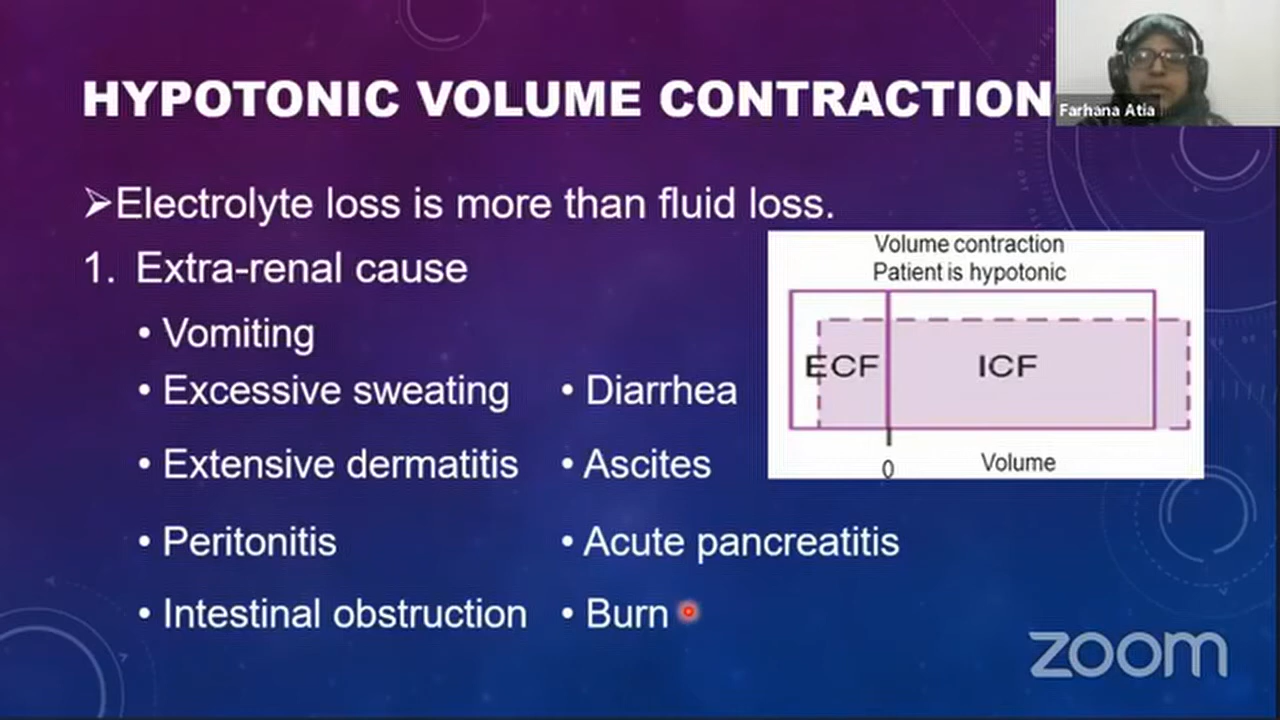 HYPOTONIC VOLUME CONTRACTION
Farhana Atia
➢Electrolyte loss is more than fluid loss.
1. Extra-renal cause
• Vomiting
• Excessive sweating
• Diarrhea
• Extensive dermatitis
• Ascites
• Peritonitis
• Acute pancreatitis
• Intestinal obstruction
• Burn
Volume contraction
Patient is hypotonic
ECF
ICF
0
Volume
zoom